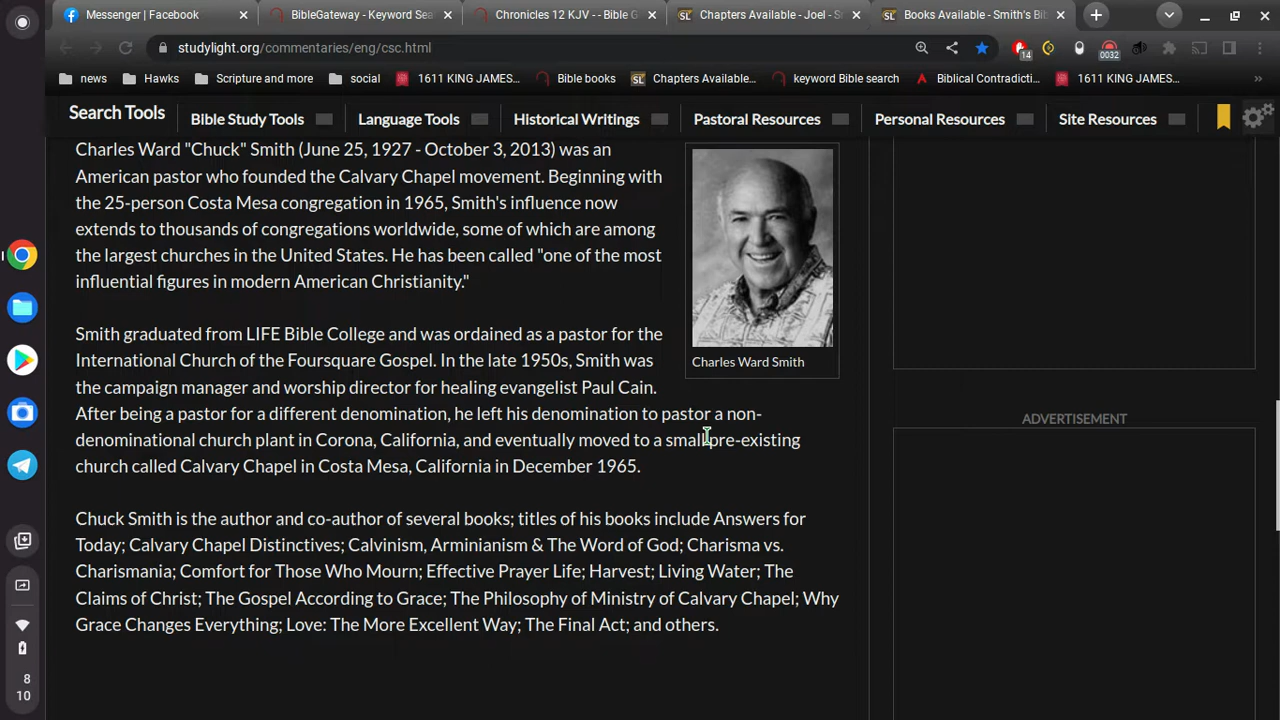 Messenger | Facebook
BibleGateway - Keyword Sea
Chronicles 12 KJV - - Bible G
Chapters Available - Joel - S
Books Available - Smith's Bi
studylight.org/commentaries/eng/csc.html
14
0032
news
Hawks
Scripture and more
social
1611 KING JAMES...
Bible books
SL
Chapters Available...
keyword Bible search
Biblical Contradicti...
1611 KING JAMES...
Search Tools
Bible Study Tools
Language Tools
Historical Writings
Pastoral Resources
Personal Resources
Site Resources
Charles Ward "Chuck" Smith (June 25, 1927 - October 3, 2013) was an
American pastor who founded the Calvary Chapel movement. Beginning with
the 25-person Costa Mesa congregation in 1965, Smith's influence now
extends to thousands of congregations worldwide, some of which are among
the largest churches in the United States. He has been called "one of the most
influential figures in modern American Christianity."
Charles Ward Smith
Smith graduated from LIFE Bible College and was ordained as a pastor for the
International Church of the Foursquare Gospel. In the late 1950s, Smith was
the campaign manager and worship director for healing evangelist Paul Cain.
After being a pastor for a different denomination, he left his denomination to pastor a non-
denominational church plant in Corona, California, and eventually moved to a small pre-existing
church called Calvary Chapel in Costa Mesa, California in December 1965.
Chuck Smith is the author and co-author of several books; titles of his books include Answers for
Today; Calvary Chapel Distinctives; Calvinism, Arminianism & The Word of God; Charisma vs.
Charismania; Comfort for Those Who Mourn; Effective Prayer Life; Harvest; Living Water; The
Claims of Christ; The Gospel According to Grace; The Philosophy of Ministry of Calvary Chapel; Why
Grace Changes Everything; Love: The More Excellent Way; The Final Act; and others.
ADVERTISEMENT
8
10